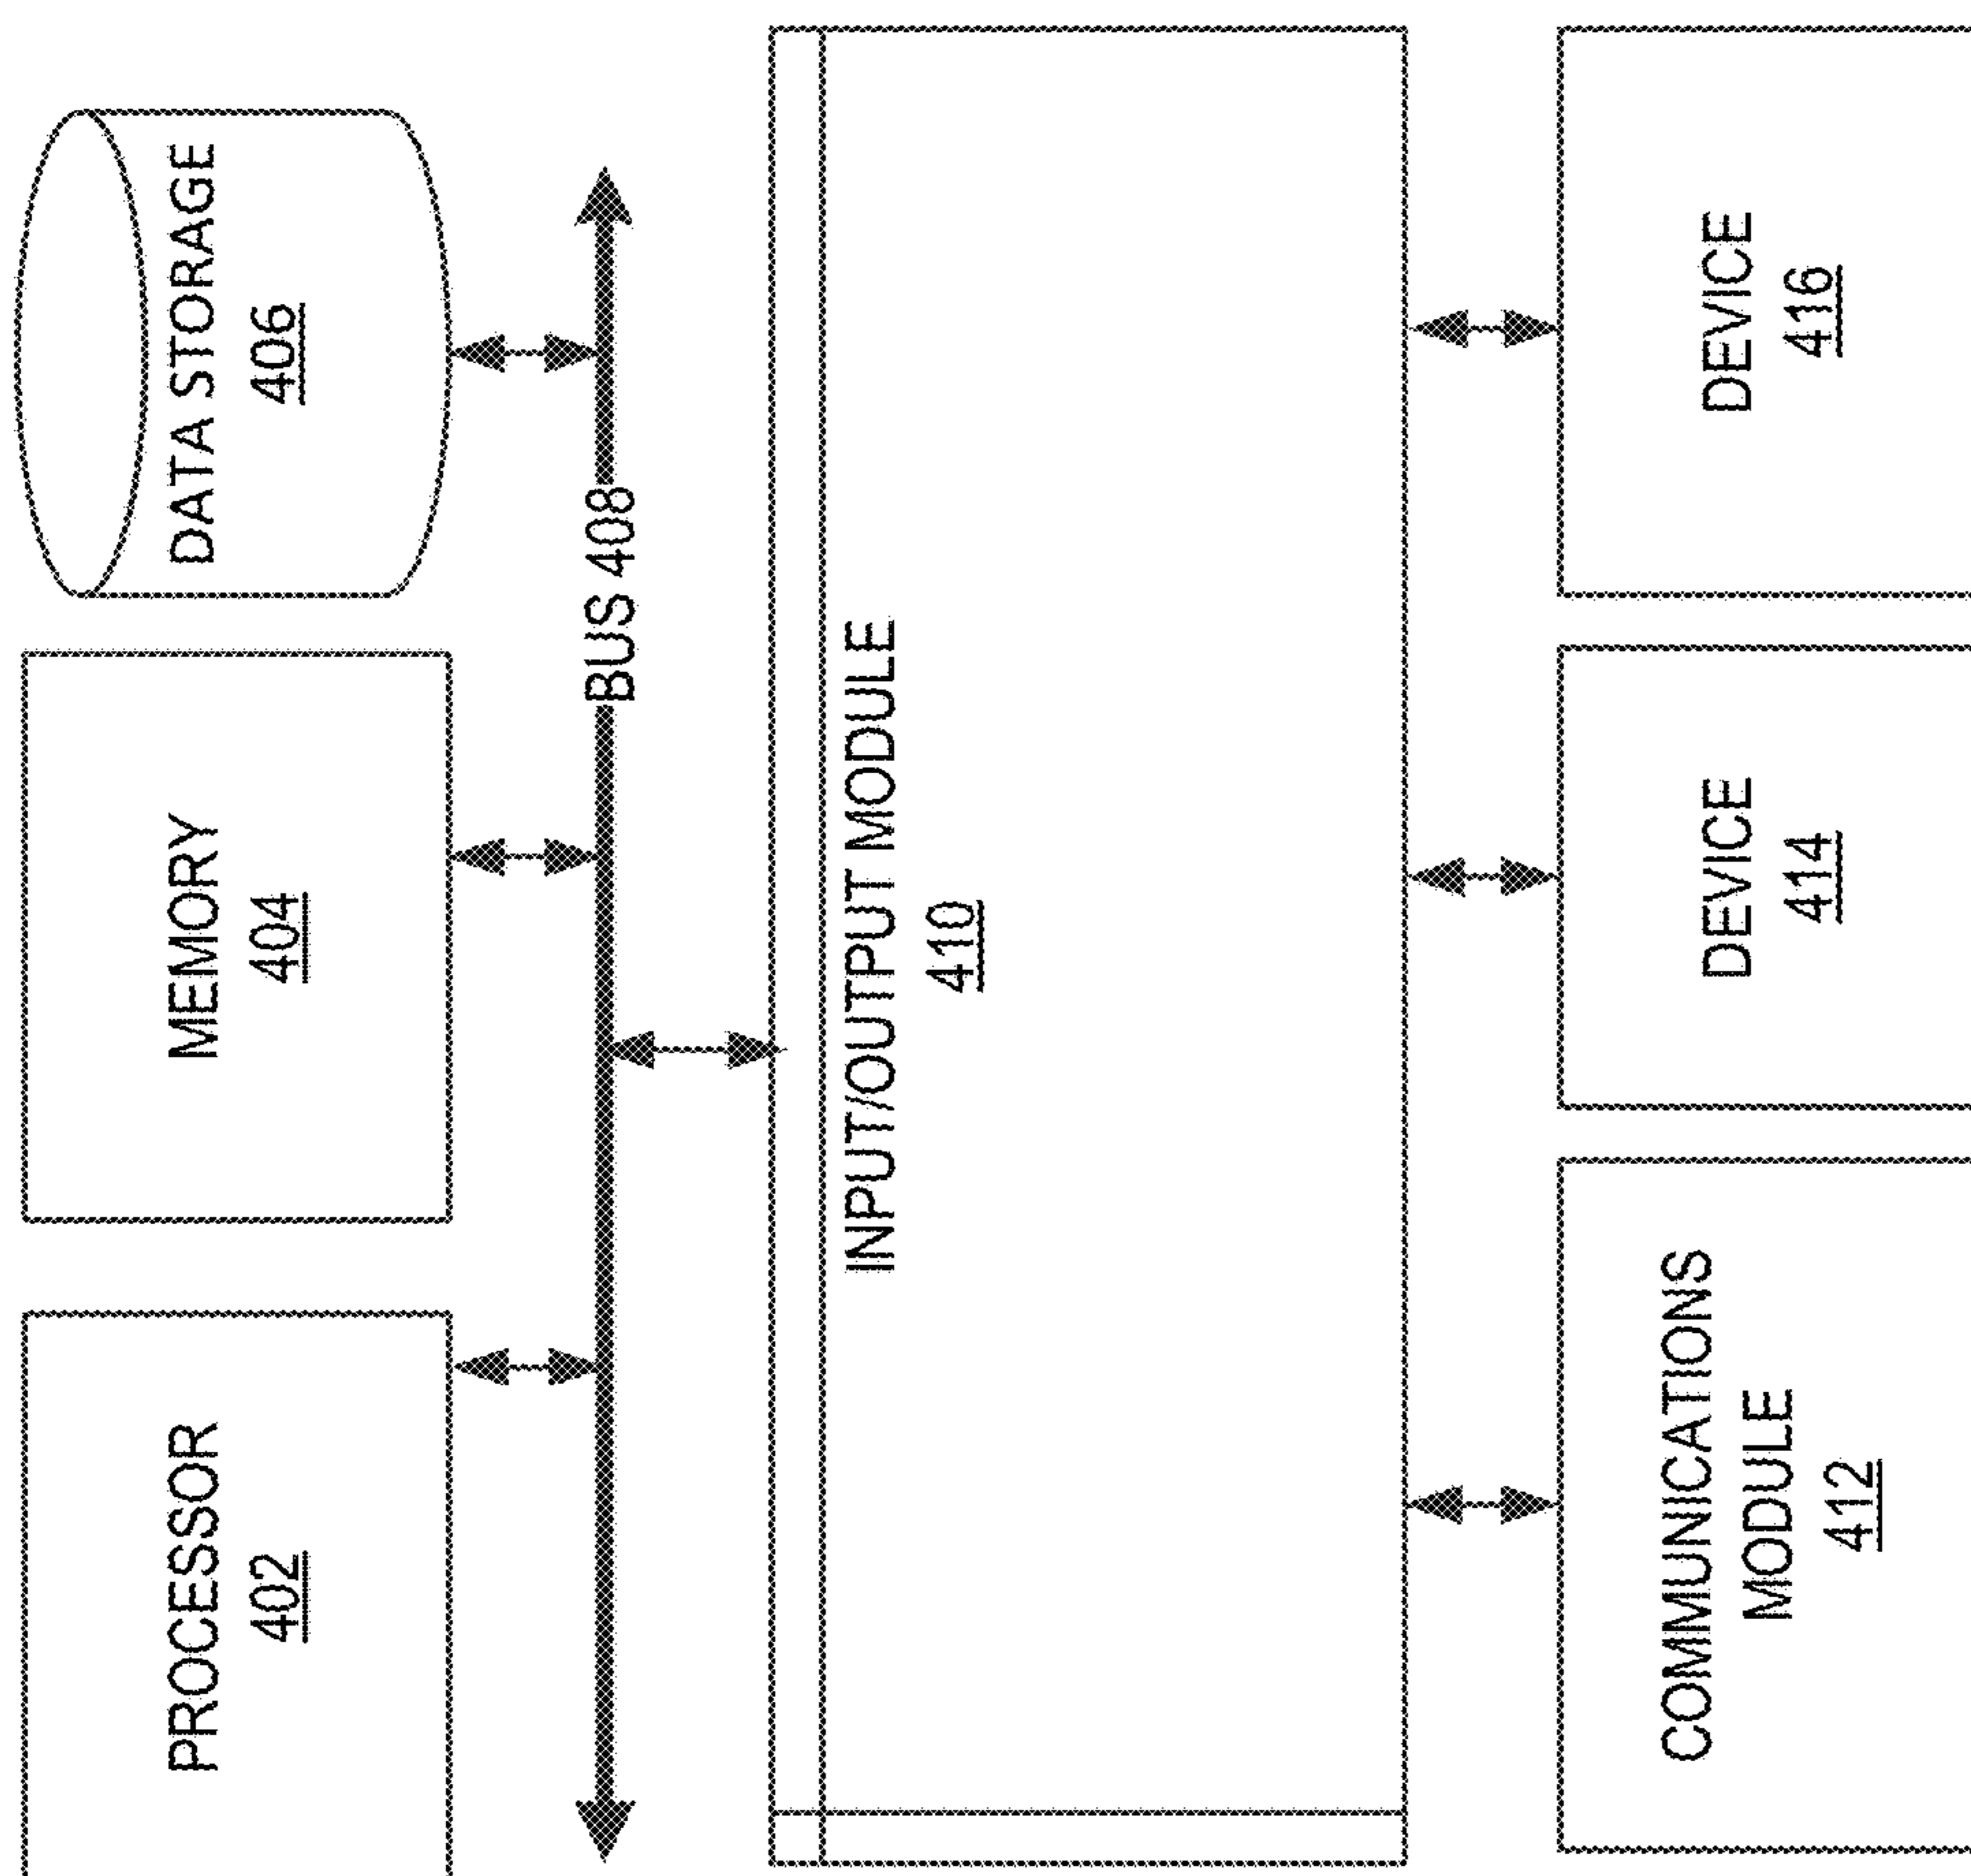 PROCESSOR
402
MEMORY
404
DATA STORAGE
406
BUS 408
INPUT/OUTPUT MODULE
410
COMMUNICATIONS
MODULE
412
DEVICE
414
DEVICE
416